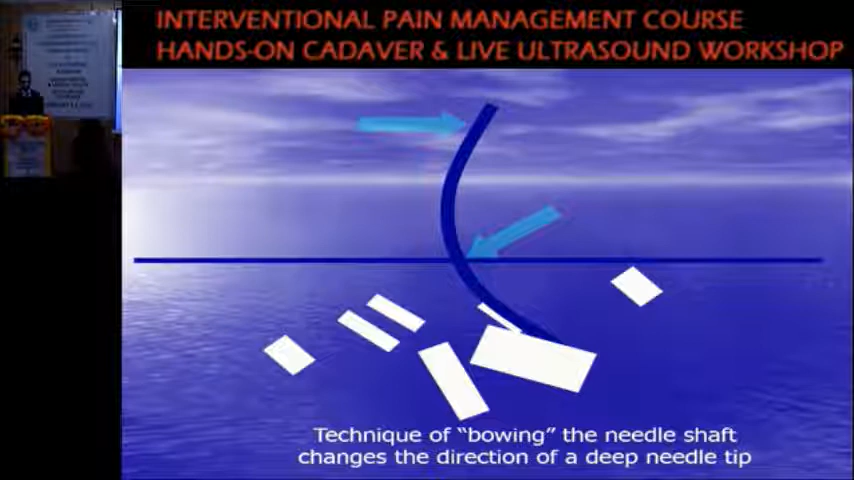 INTERVENTIONAL PAIN MANAGEMENT COURSE
HANDS-ON CADAVER & LIVE ULTRASOUND WORKSHOP
Technique of “bowing” the needle shaft
changes the direction of a deep needle tip